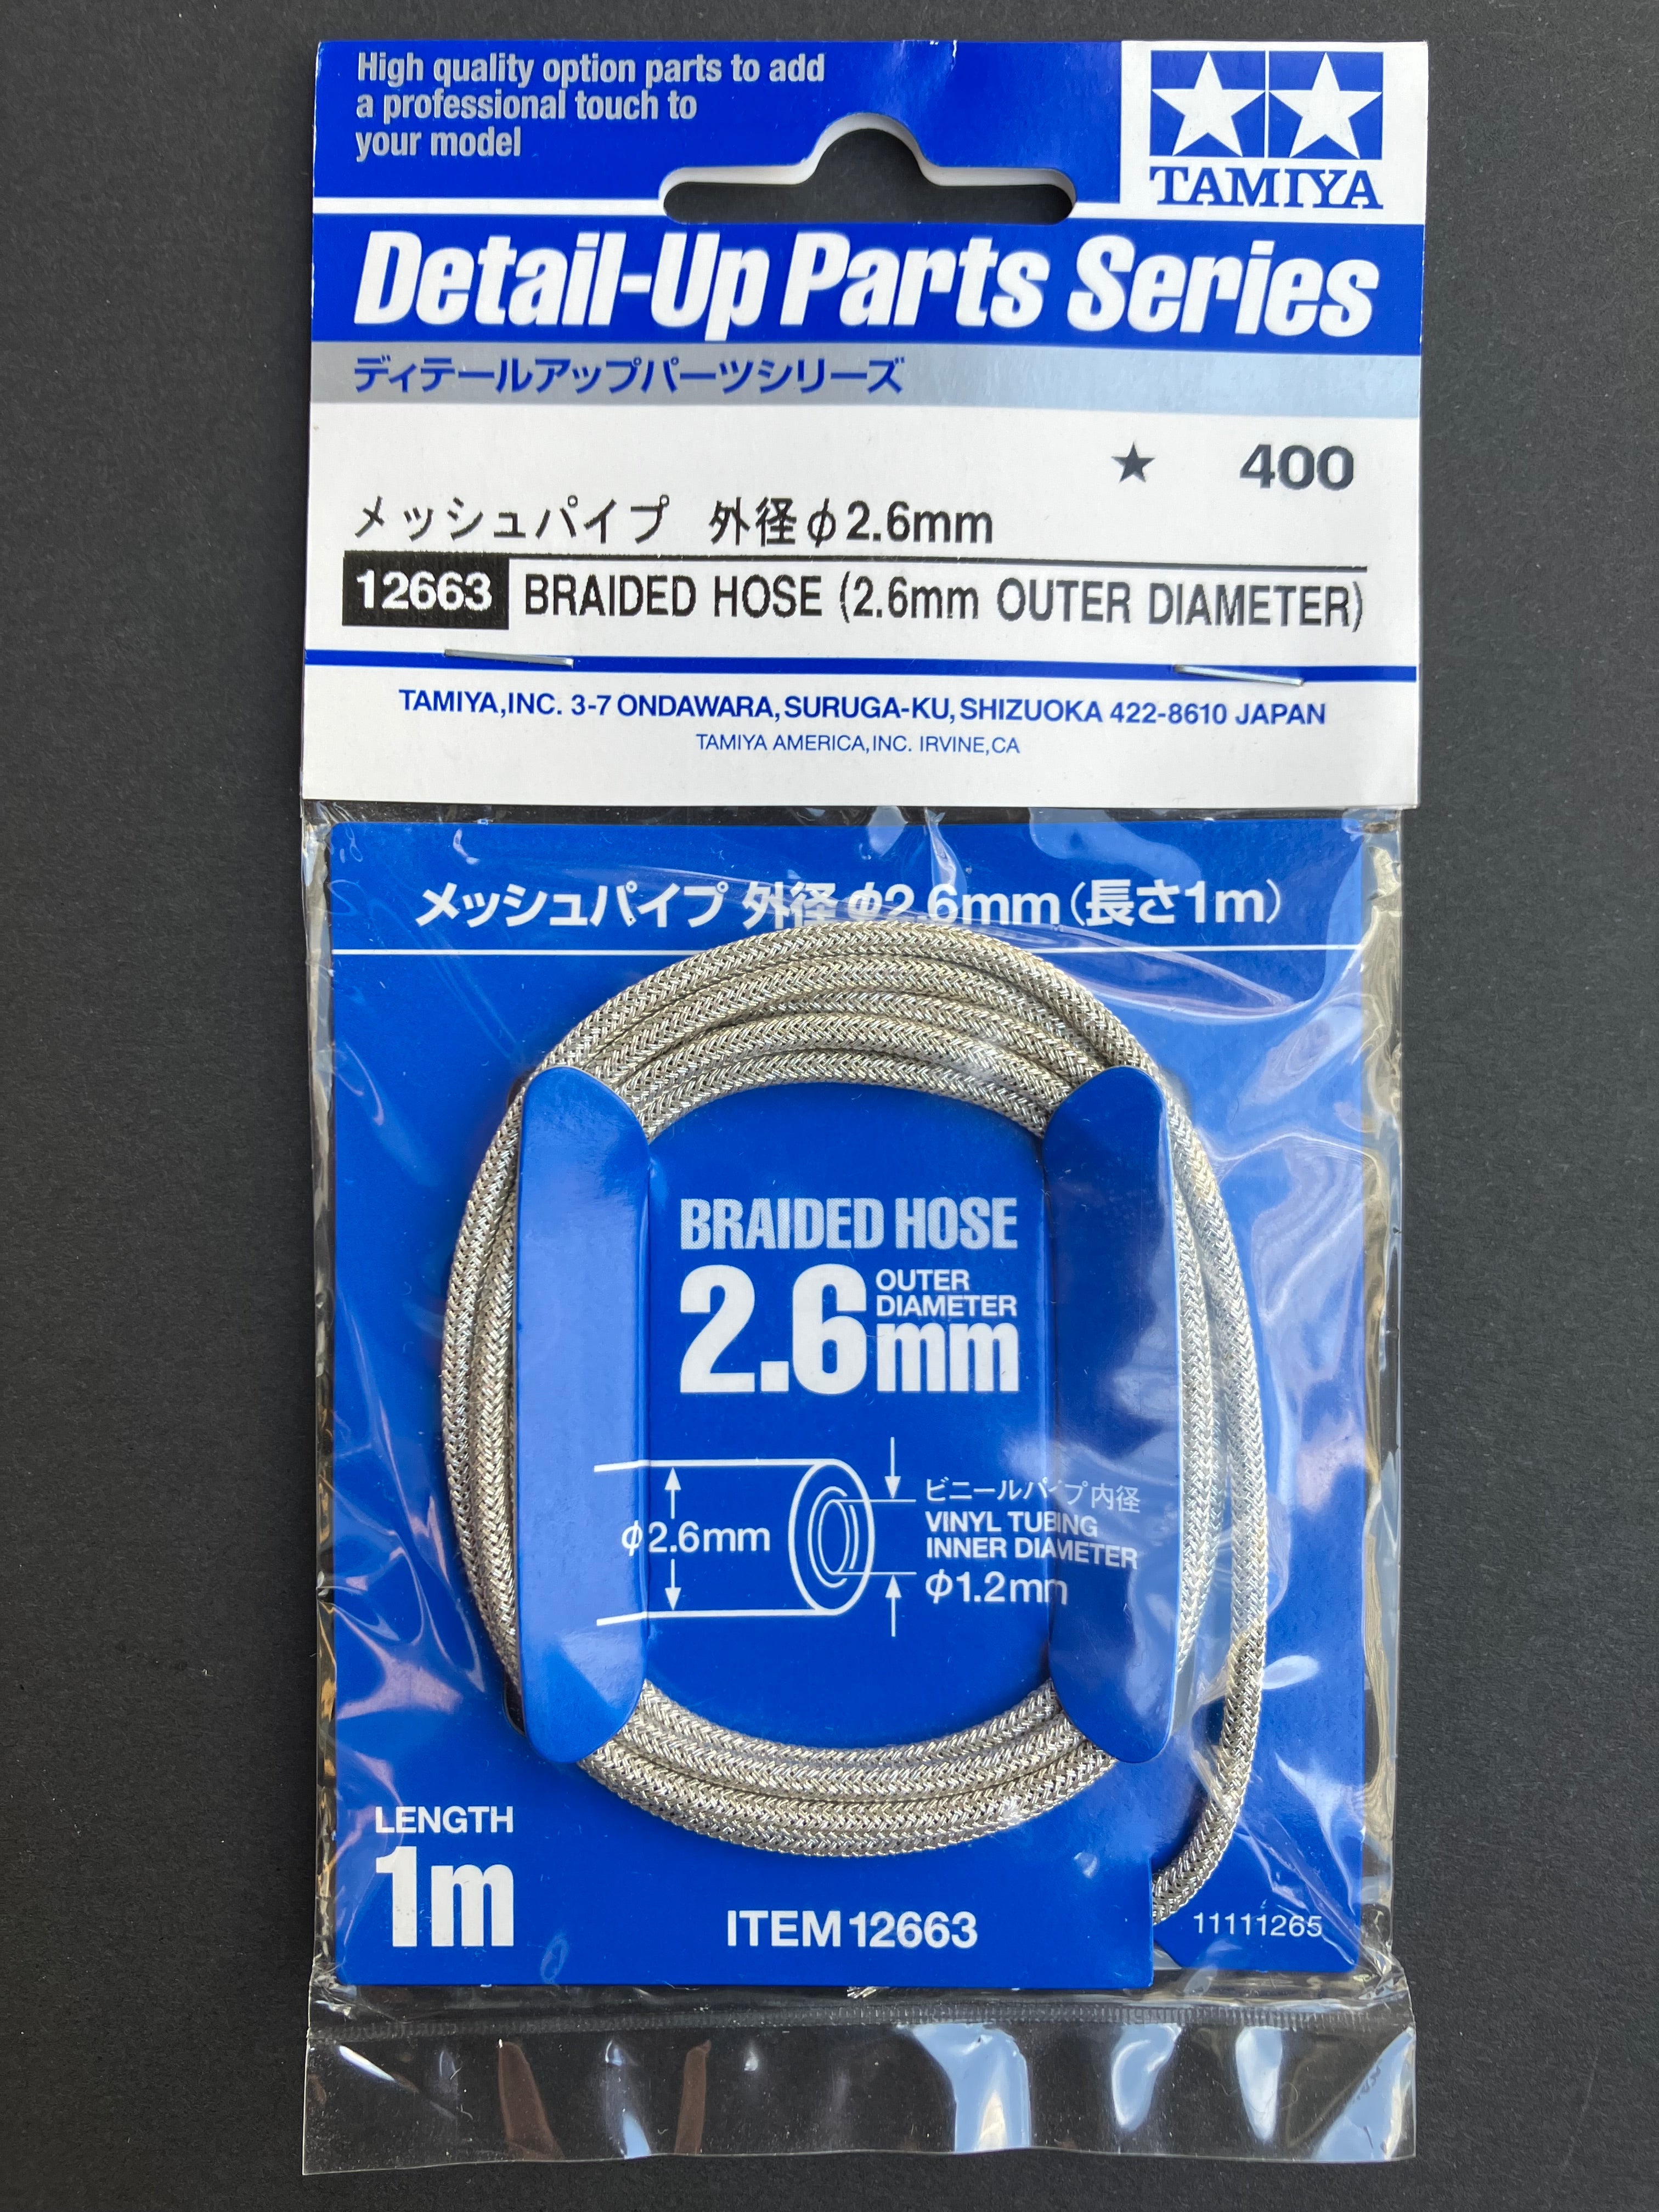 High quality option parts to add
a professional touch to
your model
TAMIYA
Detail-Up Parts Series
ディテールアップパーツシリーズ
★ 400
メッシュパイプ 外径φ2.6mm
12663 BRAIDED HOSE (2.6mm OUTER DIAMETER)
TAMIYA,INC. 3-7 ONDAWARA,SURUGA-KU,SHIZUOKA 422-8610 JAPAN
TAMIYA AMERICA,INC. IRVINE,CA
メッシュパイプ 外径φ2.6mm(長さ1m)
BRAIDED HOSE
2.6mm OUTER
DIAMETER
φ2.6mm
ビニールパイプ内径
VINYL TUBING
INNER DIAMETER
φ1.2mm
LENGTH
1m
ITEM 12663
11111265